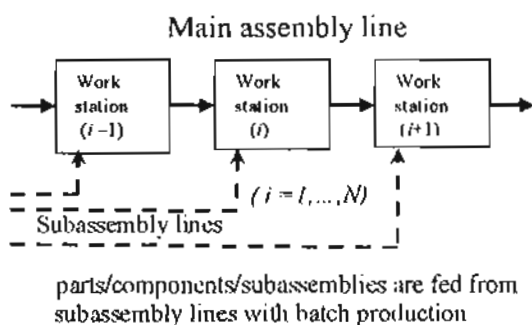 Main assembly line
Work station (i-1)
Work station (i)
Work station (i+1)
(i = 1, ..., N)
Subassembly lines
parts/components/subassemblies are fed from
subassembly lines with batch production